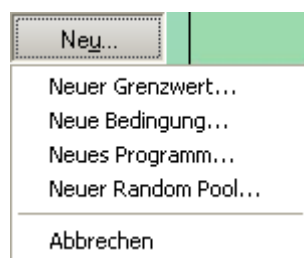 Neu...
Neuer Grenzwert...
Neue Bedingung...
Neues Programm...
Neuer Random Pool...
Abbrechen